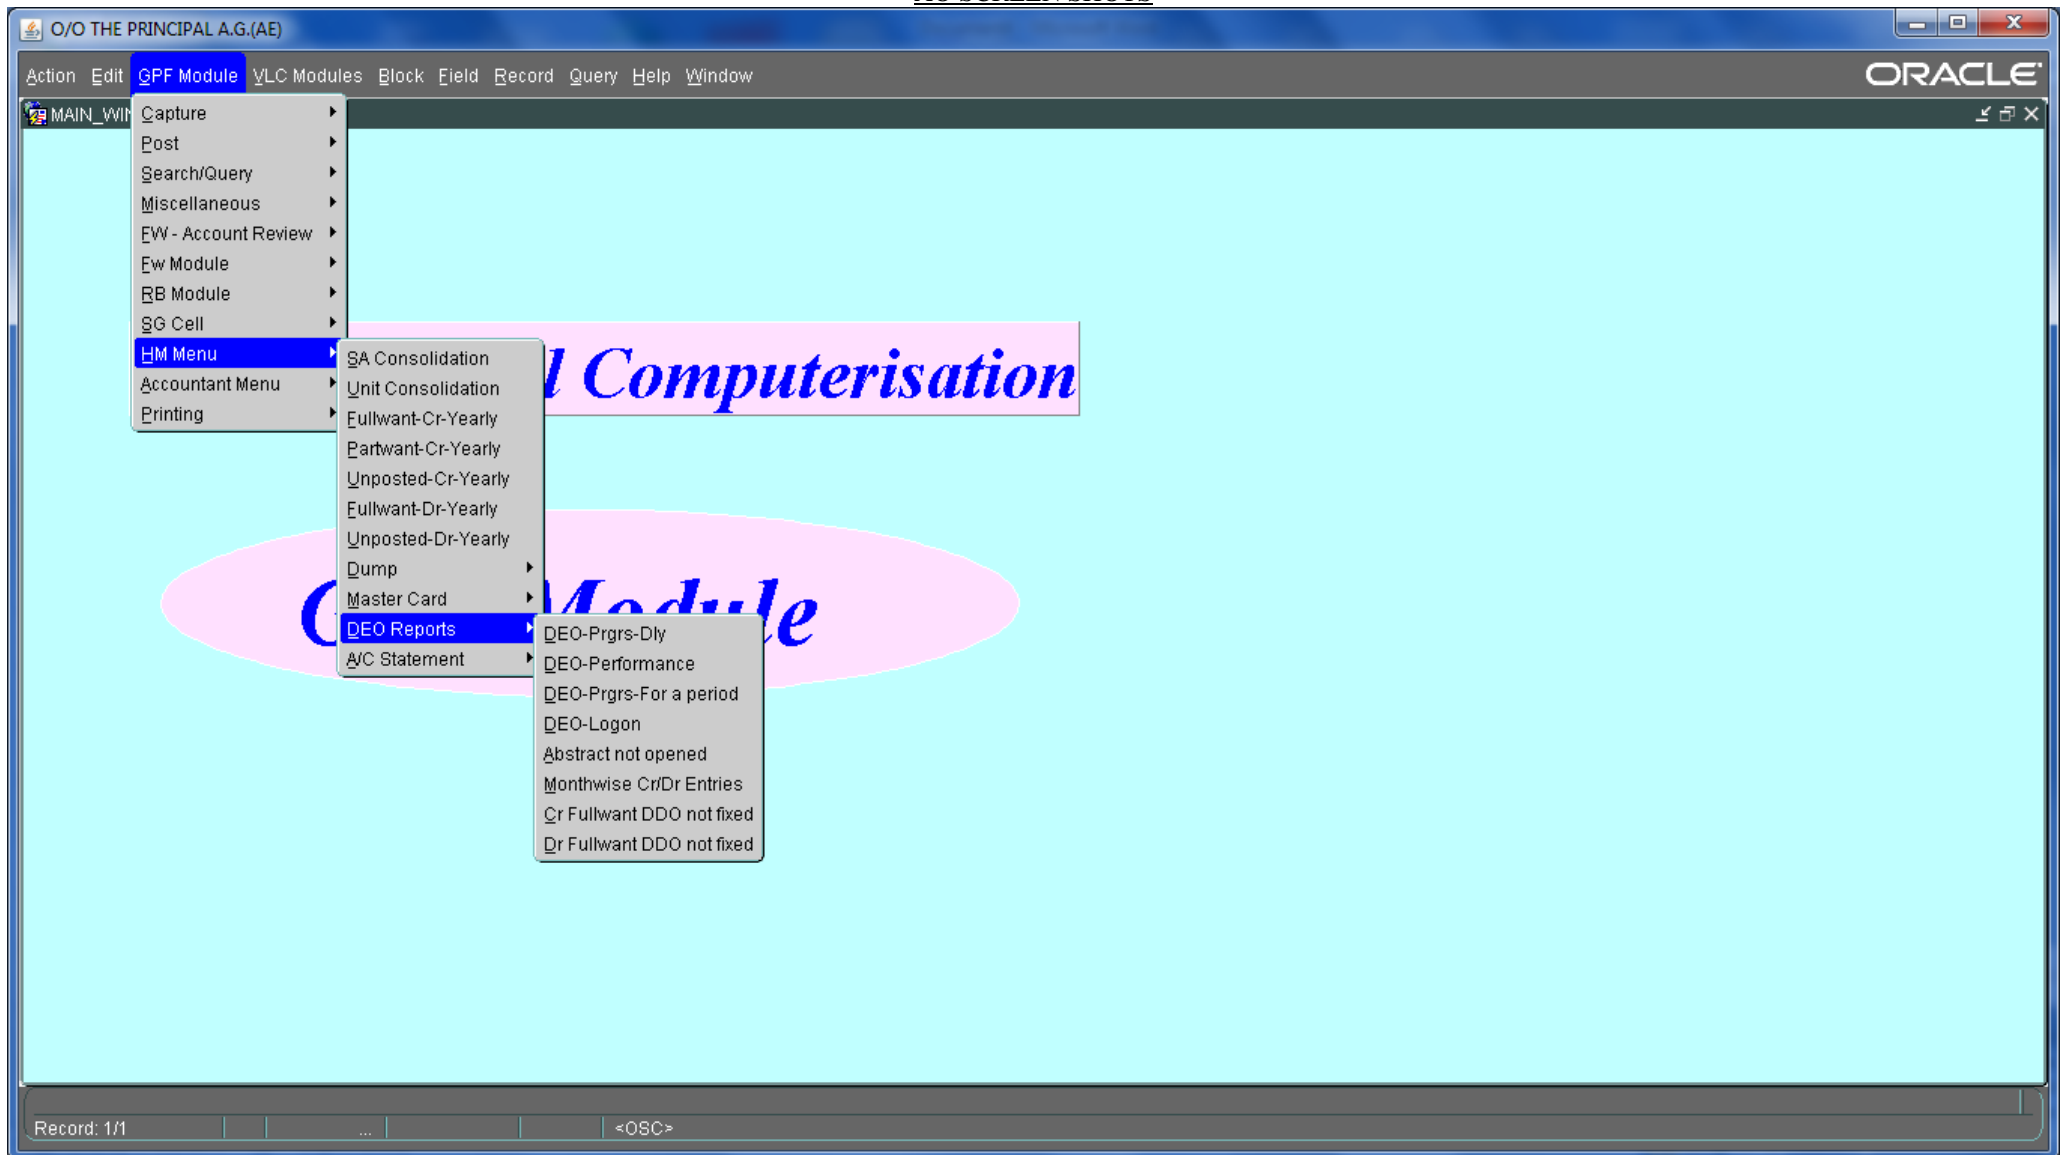 O/O THE PRINCIPAL A.G.(AE)
Action Edit GPF Module VLC Modules Block Field Record Query Help Window
ORACLE
MAIN_WIN
Capture
Post
Search/Query
Miscellaneous
FW - Account Review
Fw Module
RB Module
SG Cell
HM Menu
Accountant Menu
Printing
SA Consolidation
Unit Consolidation
Fullwant-Cr-Yearly
Partwant-Cr-Yearly
Unposted-Cr-Yearly
Fullwant-Dr-Yearly
Unposted-Dr-Yearly
Dump
Master Card
DEO Reports
A/C Statement
DEO-Prgrs-Dly
DEO-Performance
DEO-Prgrs-For a period
DEO-Logon
Abstract not opened
Monthwise Cr/Dr Entries
Cr Fullwant DDO not fixed
Dr Fullwant DDO not fixed
l Computerisation
Module
Record: 1/1 ... <OSC>